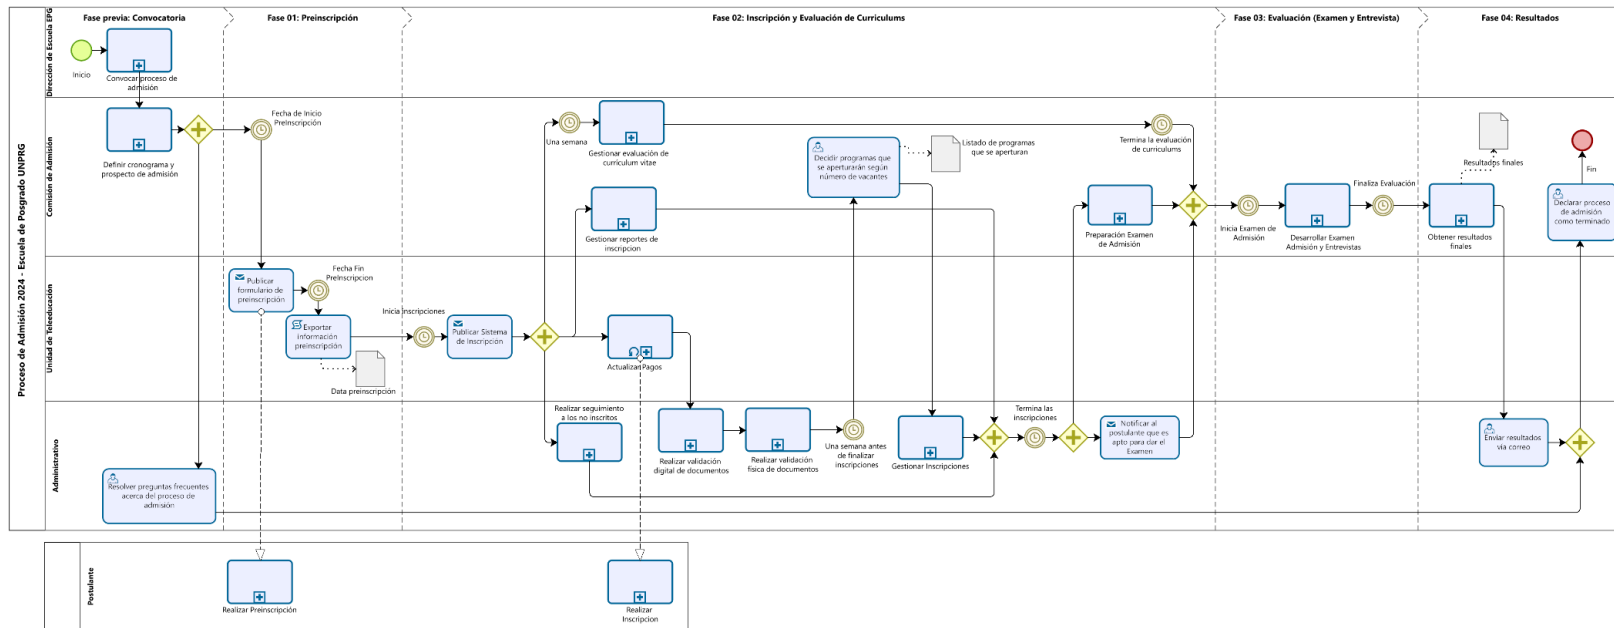 Proceso de Admisión 2024 - Escuela de Posgrado UNPRG
Fase previa: Convocatoria
Fase 01: Preinscripción
Fase 02: Inscripción y Evaluación de Curriculums
Fase 03: Evaluación (Examen y Entrevista)
Fase 04: Resultados
Dirección de Escuela EPG
Inicio
Convocar proceso de
admisión
Comisión de Admisión
Definir cronograma y
prospecto de admisión
Fecha de Inicio
PreInscripción
Una semana
Gestionar evaluación de
curriculum vitae
Gestionar reportes de
inscripcion
Decidir programas que
se aperturarán según
número de vacantes
Listado de programas
que se aperturan
Termina la evaluación
de curriculums
Preparación Examen
de Admisión
Inicia Examen de
Admisión
Desarrollar Examen
Admisión y Entrevistas
Finaliza Evaluación
Resultados finales
Obtener resultados
finales
Fin
Declarar proceso
de admisión
como terminado
Unidad de Teleeducación
Publicar
formulario de
preinscripción
Fecha Fin
PreInscripcion
Exportar
información
preinscripción
Data preinscripción
Inicia inscripciones
Publicar Sistema
de Inscripción
Actualizar Pagos
Administrativo
Resolver preguntas frecuentes
acerca del proceso de
admisión
Realizar seguimiento
a los no inscritos
Realizar validación
digital de documentos
Realizar validación
física de documentos
Una semana antes
de finalizar
inscripciones
Gestionar Inscripciones
Termina las
inscripciones
Notificar al
postulante que es
apto para dar el
Examen
Enviar resultados
vía correo
Postulante
Realizar Preinscripción
Realizar
Inscripcion